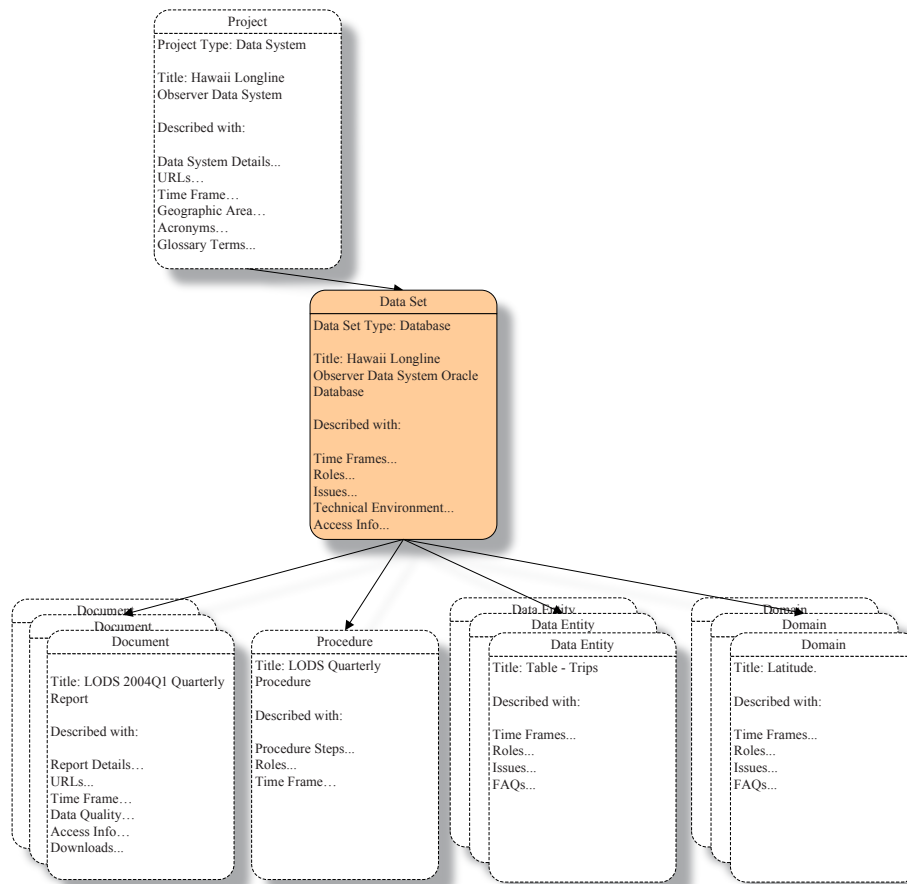 Project
Project Type: Data System
Title: Hawaii Longline
Observer Data System
Described with:
Data System Details...
URLs…
Time Frame…
Geographic Area…
Acronyms…
Glossary Terms...
Data Set
Data Set Type: Database
Title: Hawaii Longline
Observer Data System Oracle
Database
Described with:
Time Frames...
Roles...
Issues...
Technical Environment...
Access Info...
Document
Document
Document
Title: LODS 2004Q1 Quarterly
Report
Described with:
Report Details…
URLs...
Time Frame…
Data Quality…
Access Info…
Downloads...
Procedure
Title: LODS Quarterly
Procedure
Described with:
Procedure Steps...
Roles...
Time Frame…
Data Entity
Data Entity
Data Entity
Title: Table - Trips
Described with:
Time Frames...
Roles...
Issues...
FAQs...
Domain
Domain
Domain
Title: Latitude.
Described with:
Time Frames...
Roles...
Issues...
FAQs...